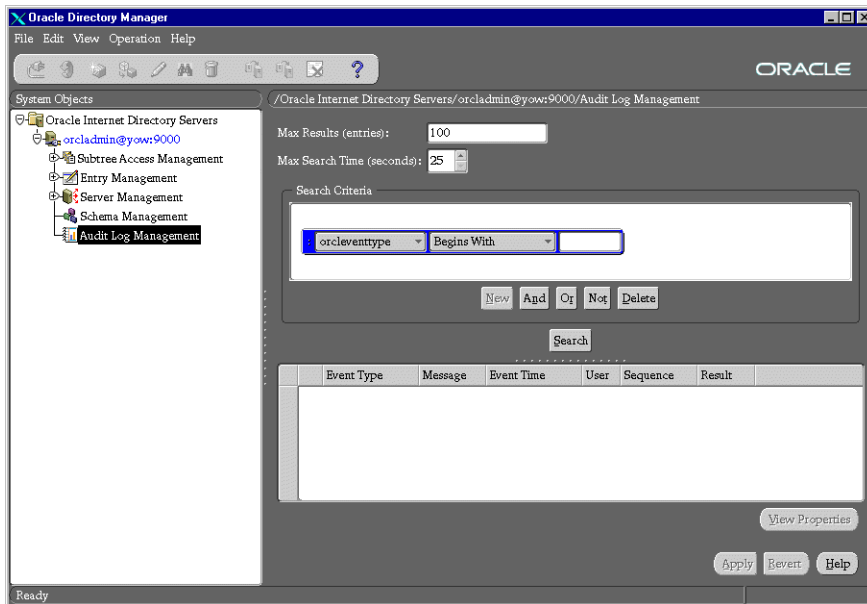 Oracle Directory Manager
File Edit View Operation Help
ORACLE
System Objects
/Oracle Internet Directory Servers/orcladmin@yow:9000/Audit Log Management
Oracle Internet Directory Servers
orcladmin@yow:9000
Subtree Access Management
Entry Management
Server Management
Schema Management
Audit Log Management
Max Results (entries): 100
Max Search Time (seconds): 25
Search Criteria
orcleventtype Begins With
New And Or Not Delete
Search
Event Type Message Event Time User Sequence Result
View Properties
Apply Revert Help
Ready